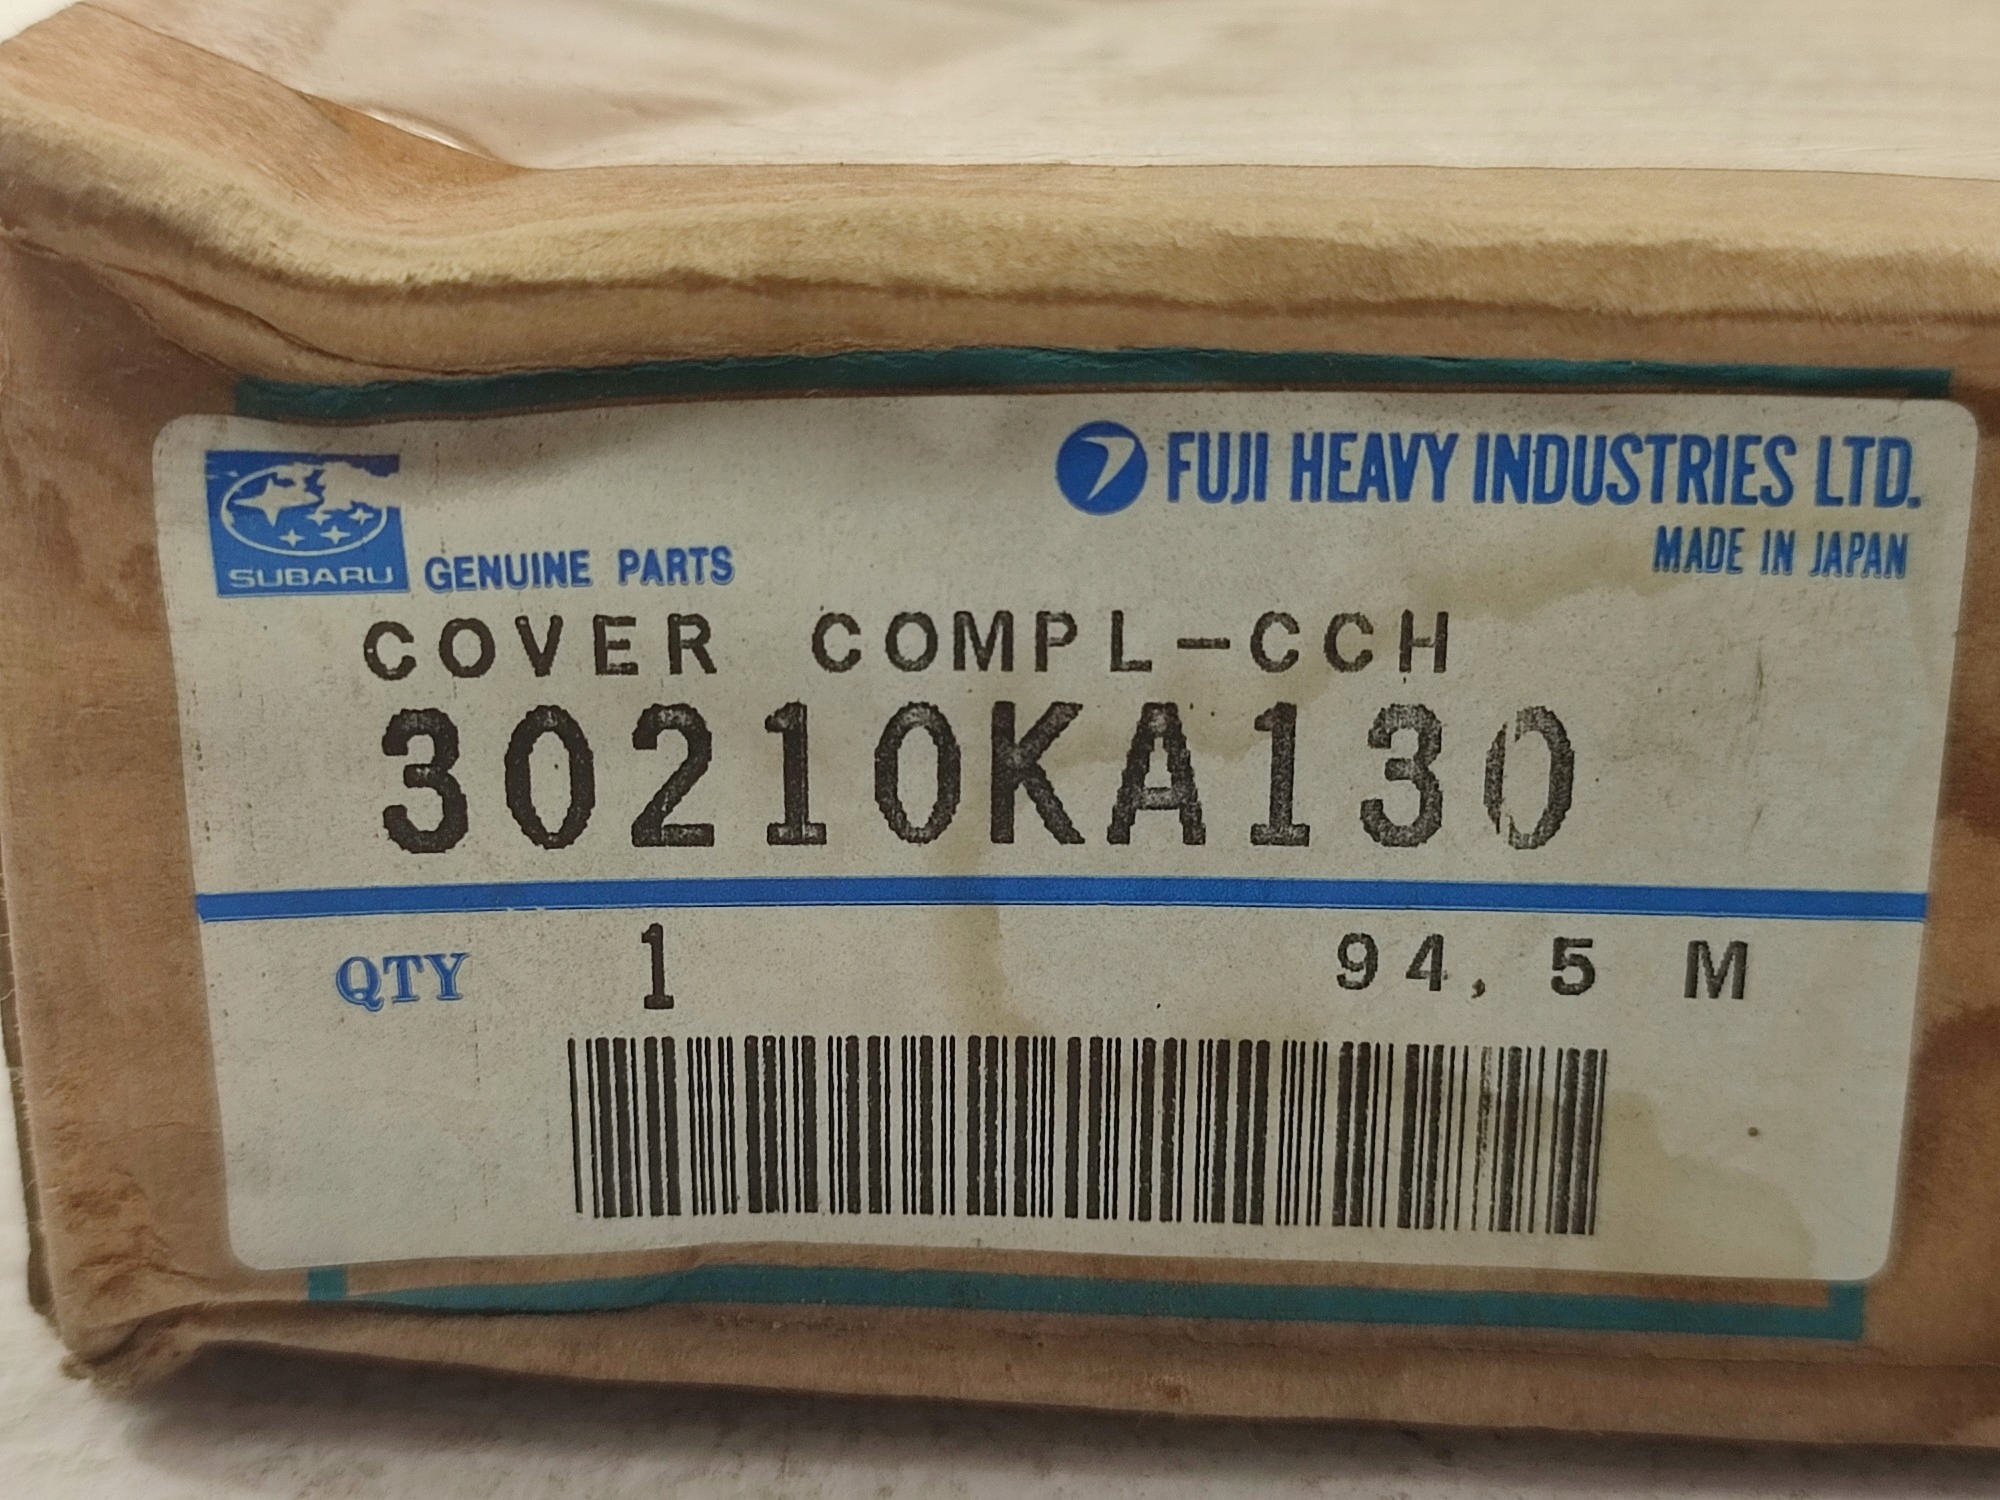 FUJI HEAVY INDUSTRIES LTD.
MADE IN JAPAN
SUBARU GENUINE PARTS
COVER COMPL-CCH
30210KA130
QTY 1 94, 5 M